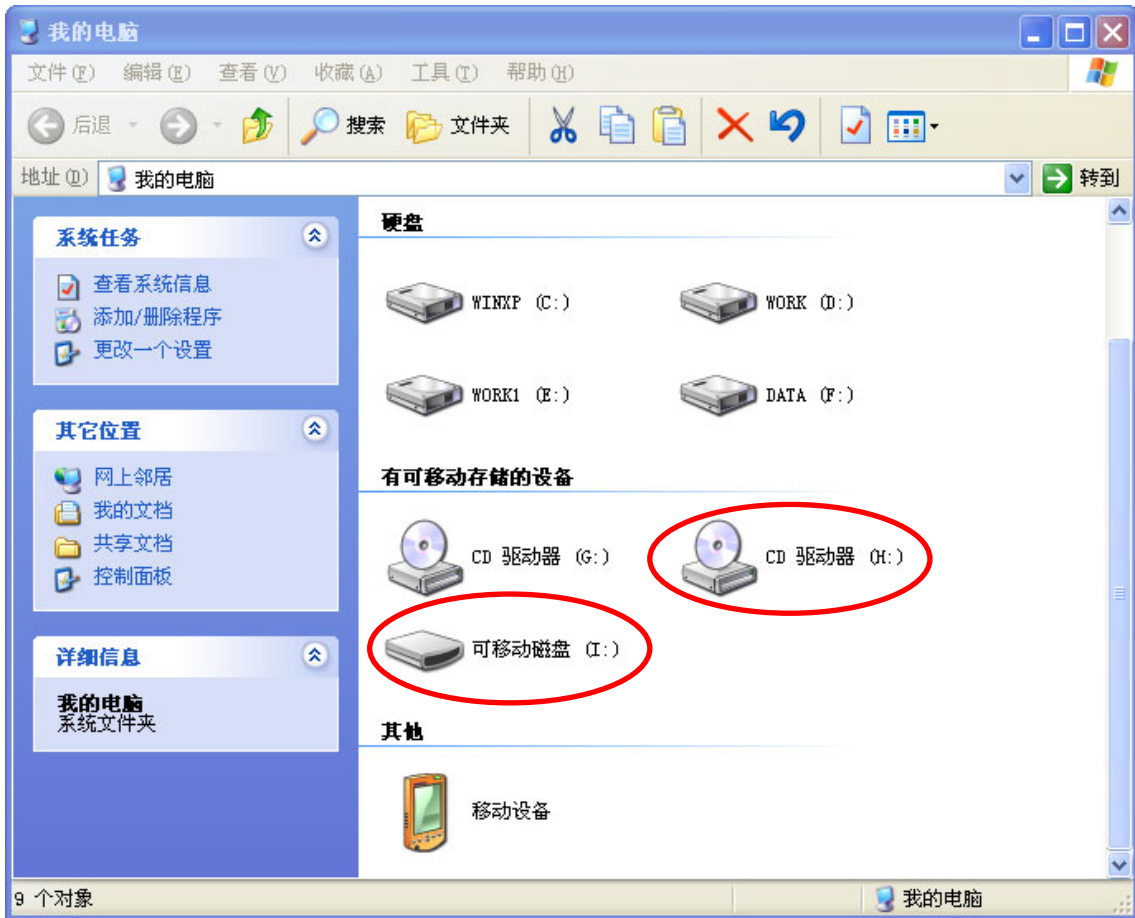 我的电脑
文件(F) 编辑(E) 查看(V) 收藏(A) 工具(T) 帮助(H)
后退 搜索 文件夹
地址(D) 我的电脑 转到
系统任务
查看系统信息
添加/删除程序
更改一个设置
其它位置
网上邻居
我的文档
共享文档
控制面板
详细信息
我的电脑
系统文件夹
硬盘
WINXP (C:) WORK (D:)
WORK1 (E:) DATA (F:)
有可移动存储的设备
CD 驱动器 (G:) CD 驱动器 (H:)
可移动磁盘 (I:)
其他
移动设备
9 个对象 我的电脑